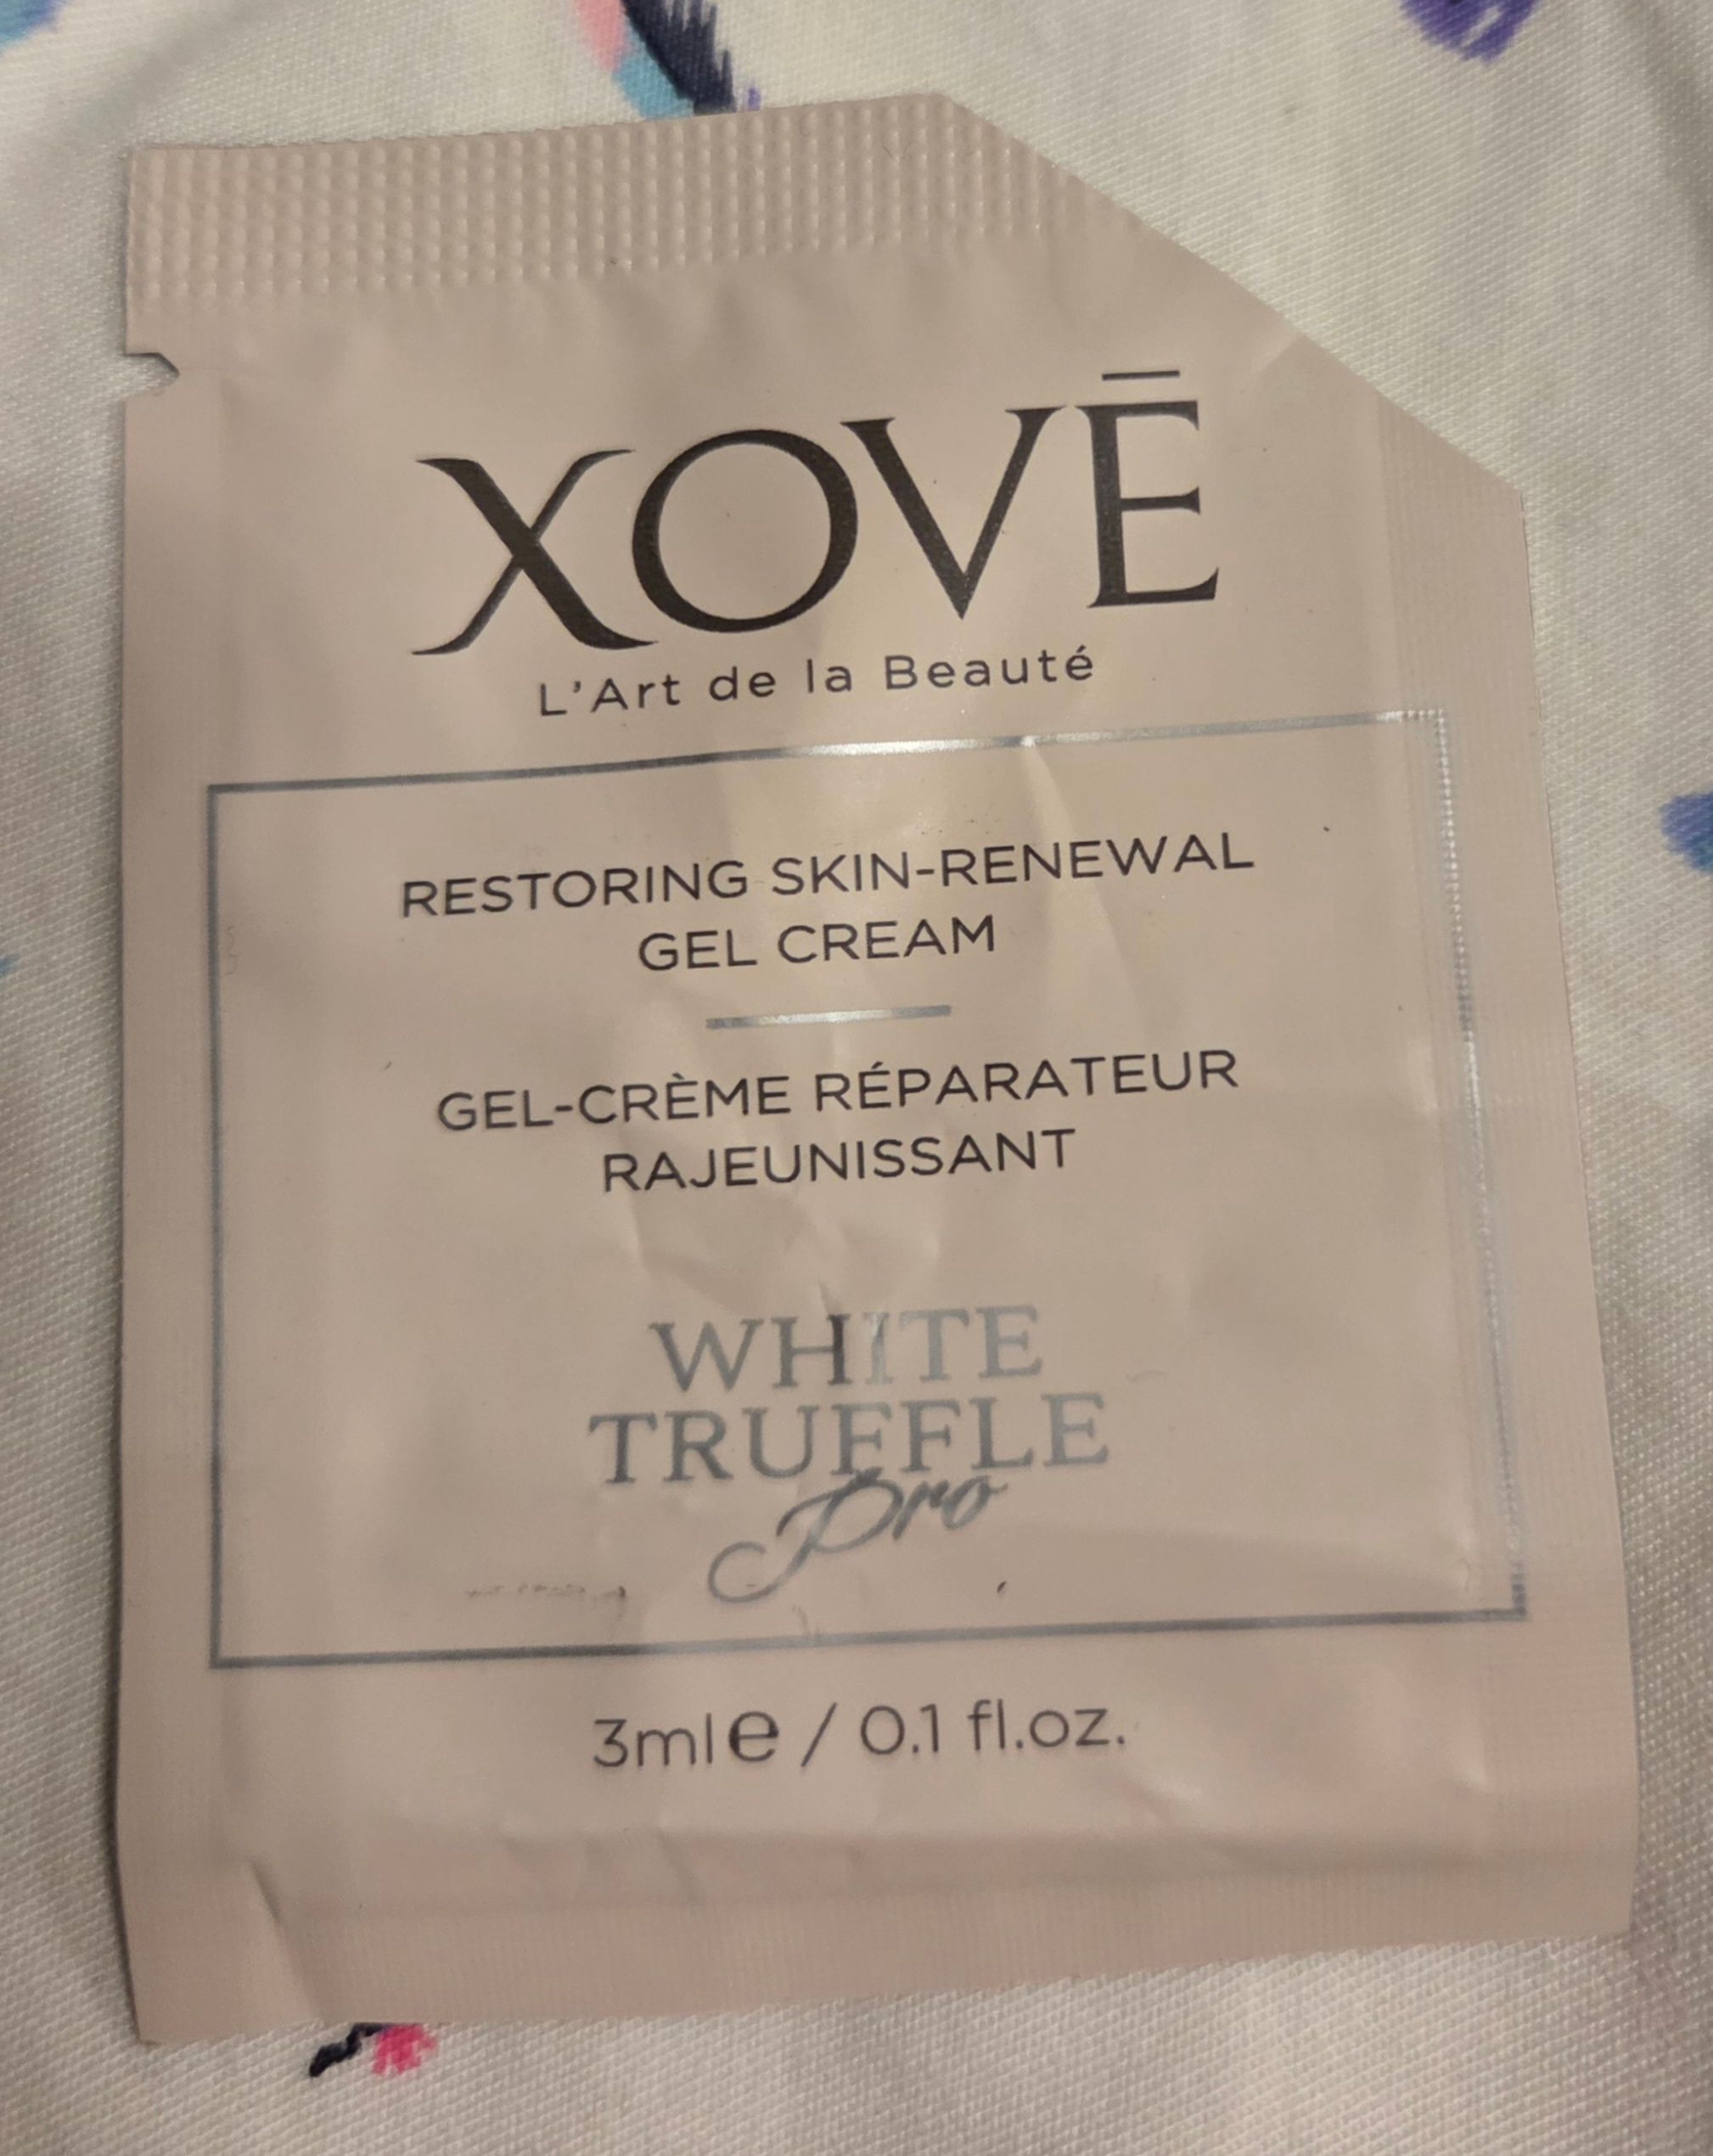 XOVĒ
L'Art de la Beauté
RESTORING SKIN-RENEWAL
GEL CREAM
GEL-CRÈME RÉPARATEUR
RAJEUNISSANT
WHITE
TRUFFLE
Pro
3ml e / 0.1 fl.oz.